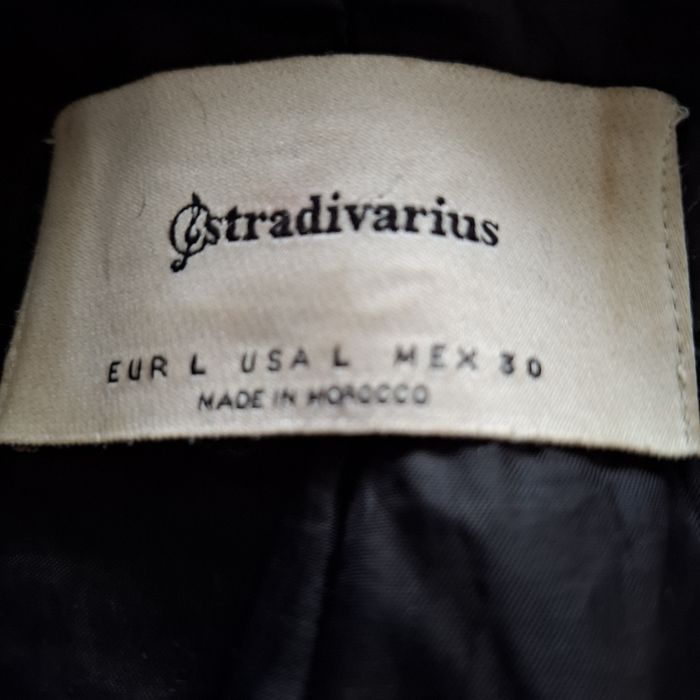 stradivarius
EUR L USA L MEX 30
MADE IN MOROCCO